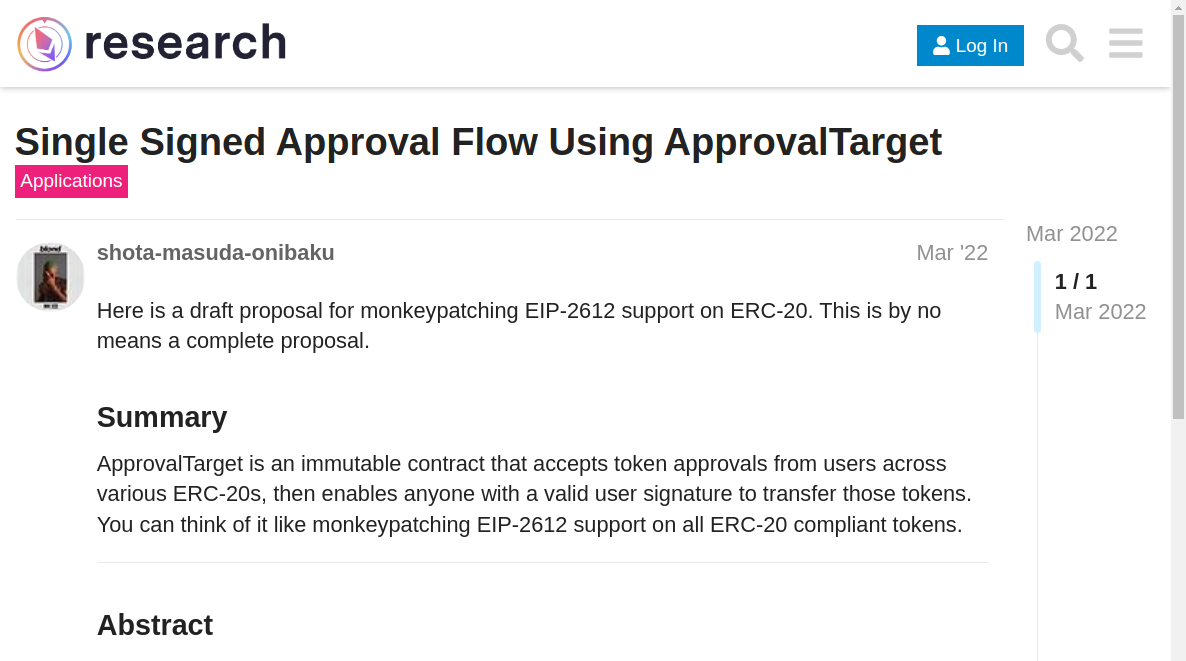 research
Log In
Single Signed Approval Flow Using ApprovalTarget
Applications
shota-masuda-onibaku
Mar '22
Mar 2022
1 / 1
Mar 2022
Here is a draft proposal for monkeypatching EIP-2612 support on ERC-20. This is by no
means a complete proposal.
Summary
ApprovalTarget is an immutable contract that accepts token approvals from users across
various ERC-20s, then enables anyone with a valid user signature to transfer those tokens.
You can think of it like monkeypatching EIP-2612 support on all ERC-20 compliant tokens.
Abstract